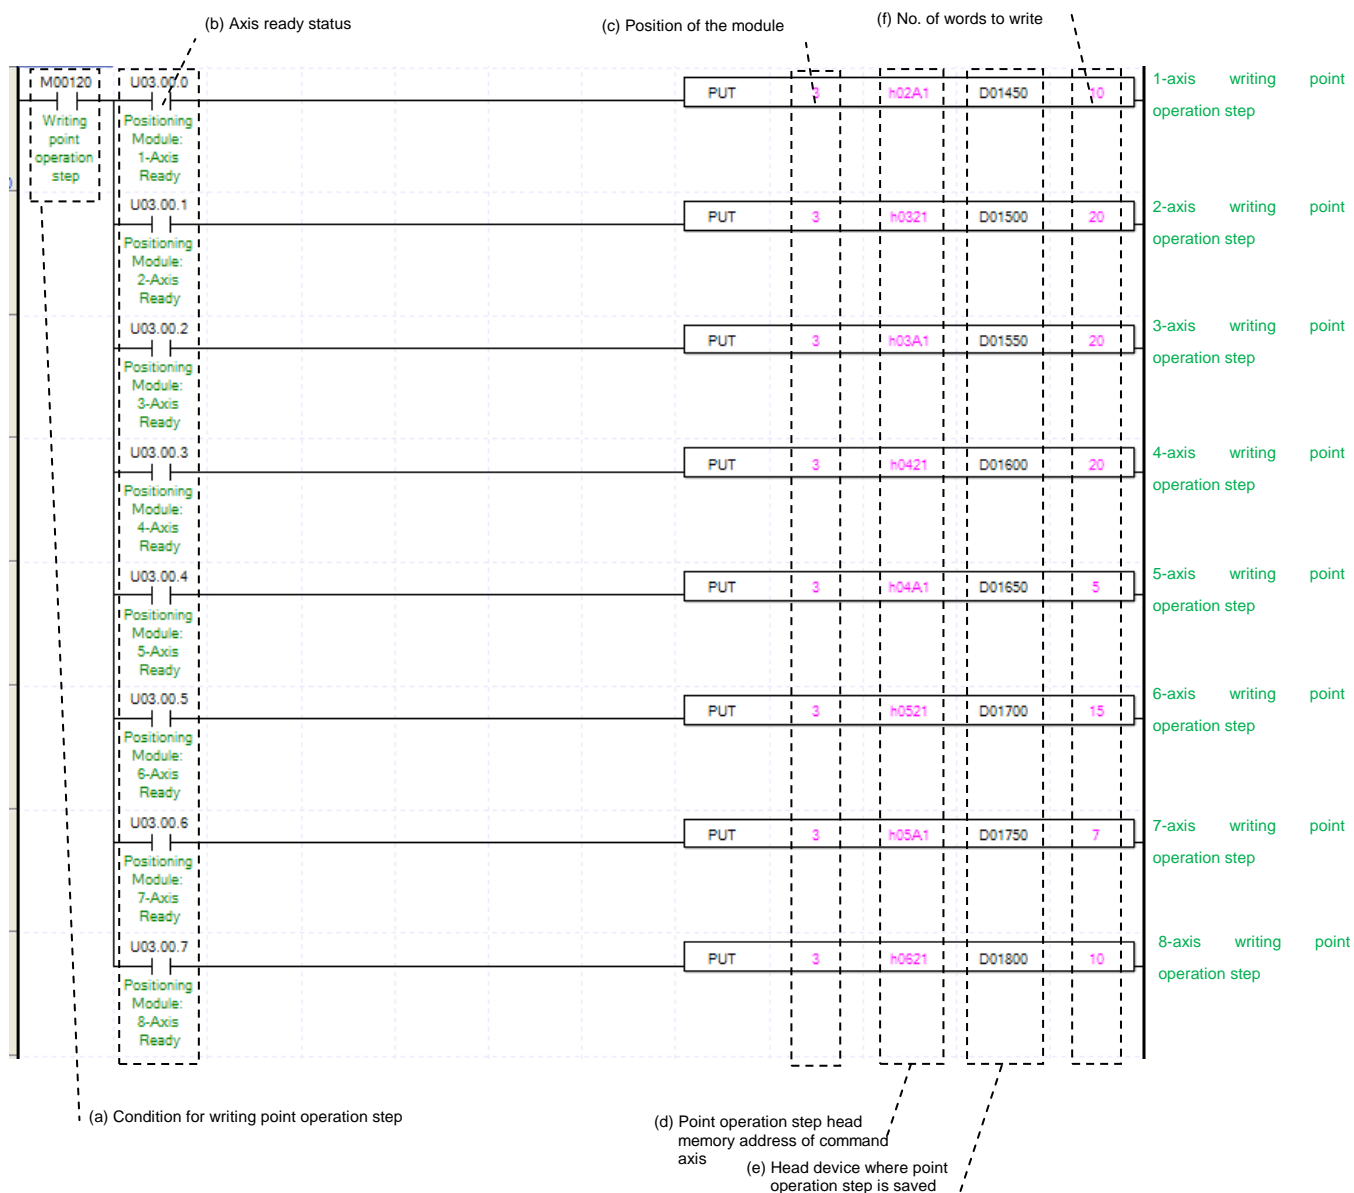 (b) Axis ready status
(c) Position of the module
(f) No. of words to write
M00120
U03.00.0
PUT 3 h02A1 D01450 10
1-axis writing point
operation step
Writing
point
operation
step
Positioning
Module:
1-Axis
Ready
U03.00.1
PUT 3 h0321 D01500 20
2-axis writing point
operation step
Positioning
Module:
2-Axis
Ready
U03.00.2
PUT 3 h03A1 D01550 20
3-axis writing point
operation step
Positioning
Module:
3-Axis
Ready
U03.00.3
PUT 3 h0421 D01600 20
4-axis writing point
operation step
Positioning
Module:
4-Axis
Ready
U03.00.4
PUT 3 h04A1 D01650 5
5-axis writing point
operation step
Positioning
Module:
5-Axis
Ready
U03.00.5
PUT 3 h0521 D01700 15
6-axis writing point
operation step
Positioning
Module:
6-Axis
Ready
U03.00.6
PUT 3 h05A1 D01750 7
7-axis writing point
operation step
Positioning
Module:
7-Axis
Ready
U03.00.7
PUT 3 h0621 D01800 10
8-axis writing point
operation step
Positioning
Module:
8-Axis
Ready
(a) Condition for writing point operation step
(d) Point operation step head
memory address of command
axis
(e) Head device where point
operation step is saved